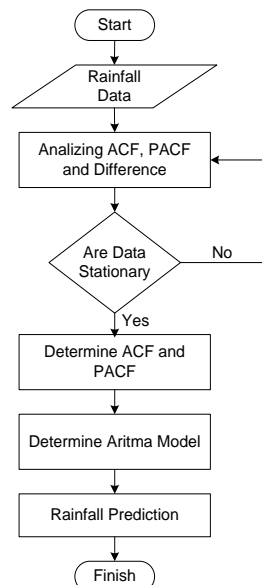 Start
Rainfall
Data
Analizing ACF, PACF
and Difference
Are Data
Stationary
No
Yes
Determine ACF and
PACF
Determine Aritma Model
Rainfall Prediction
Finish